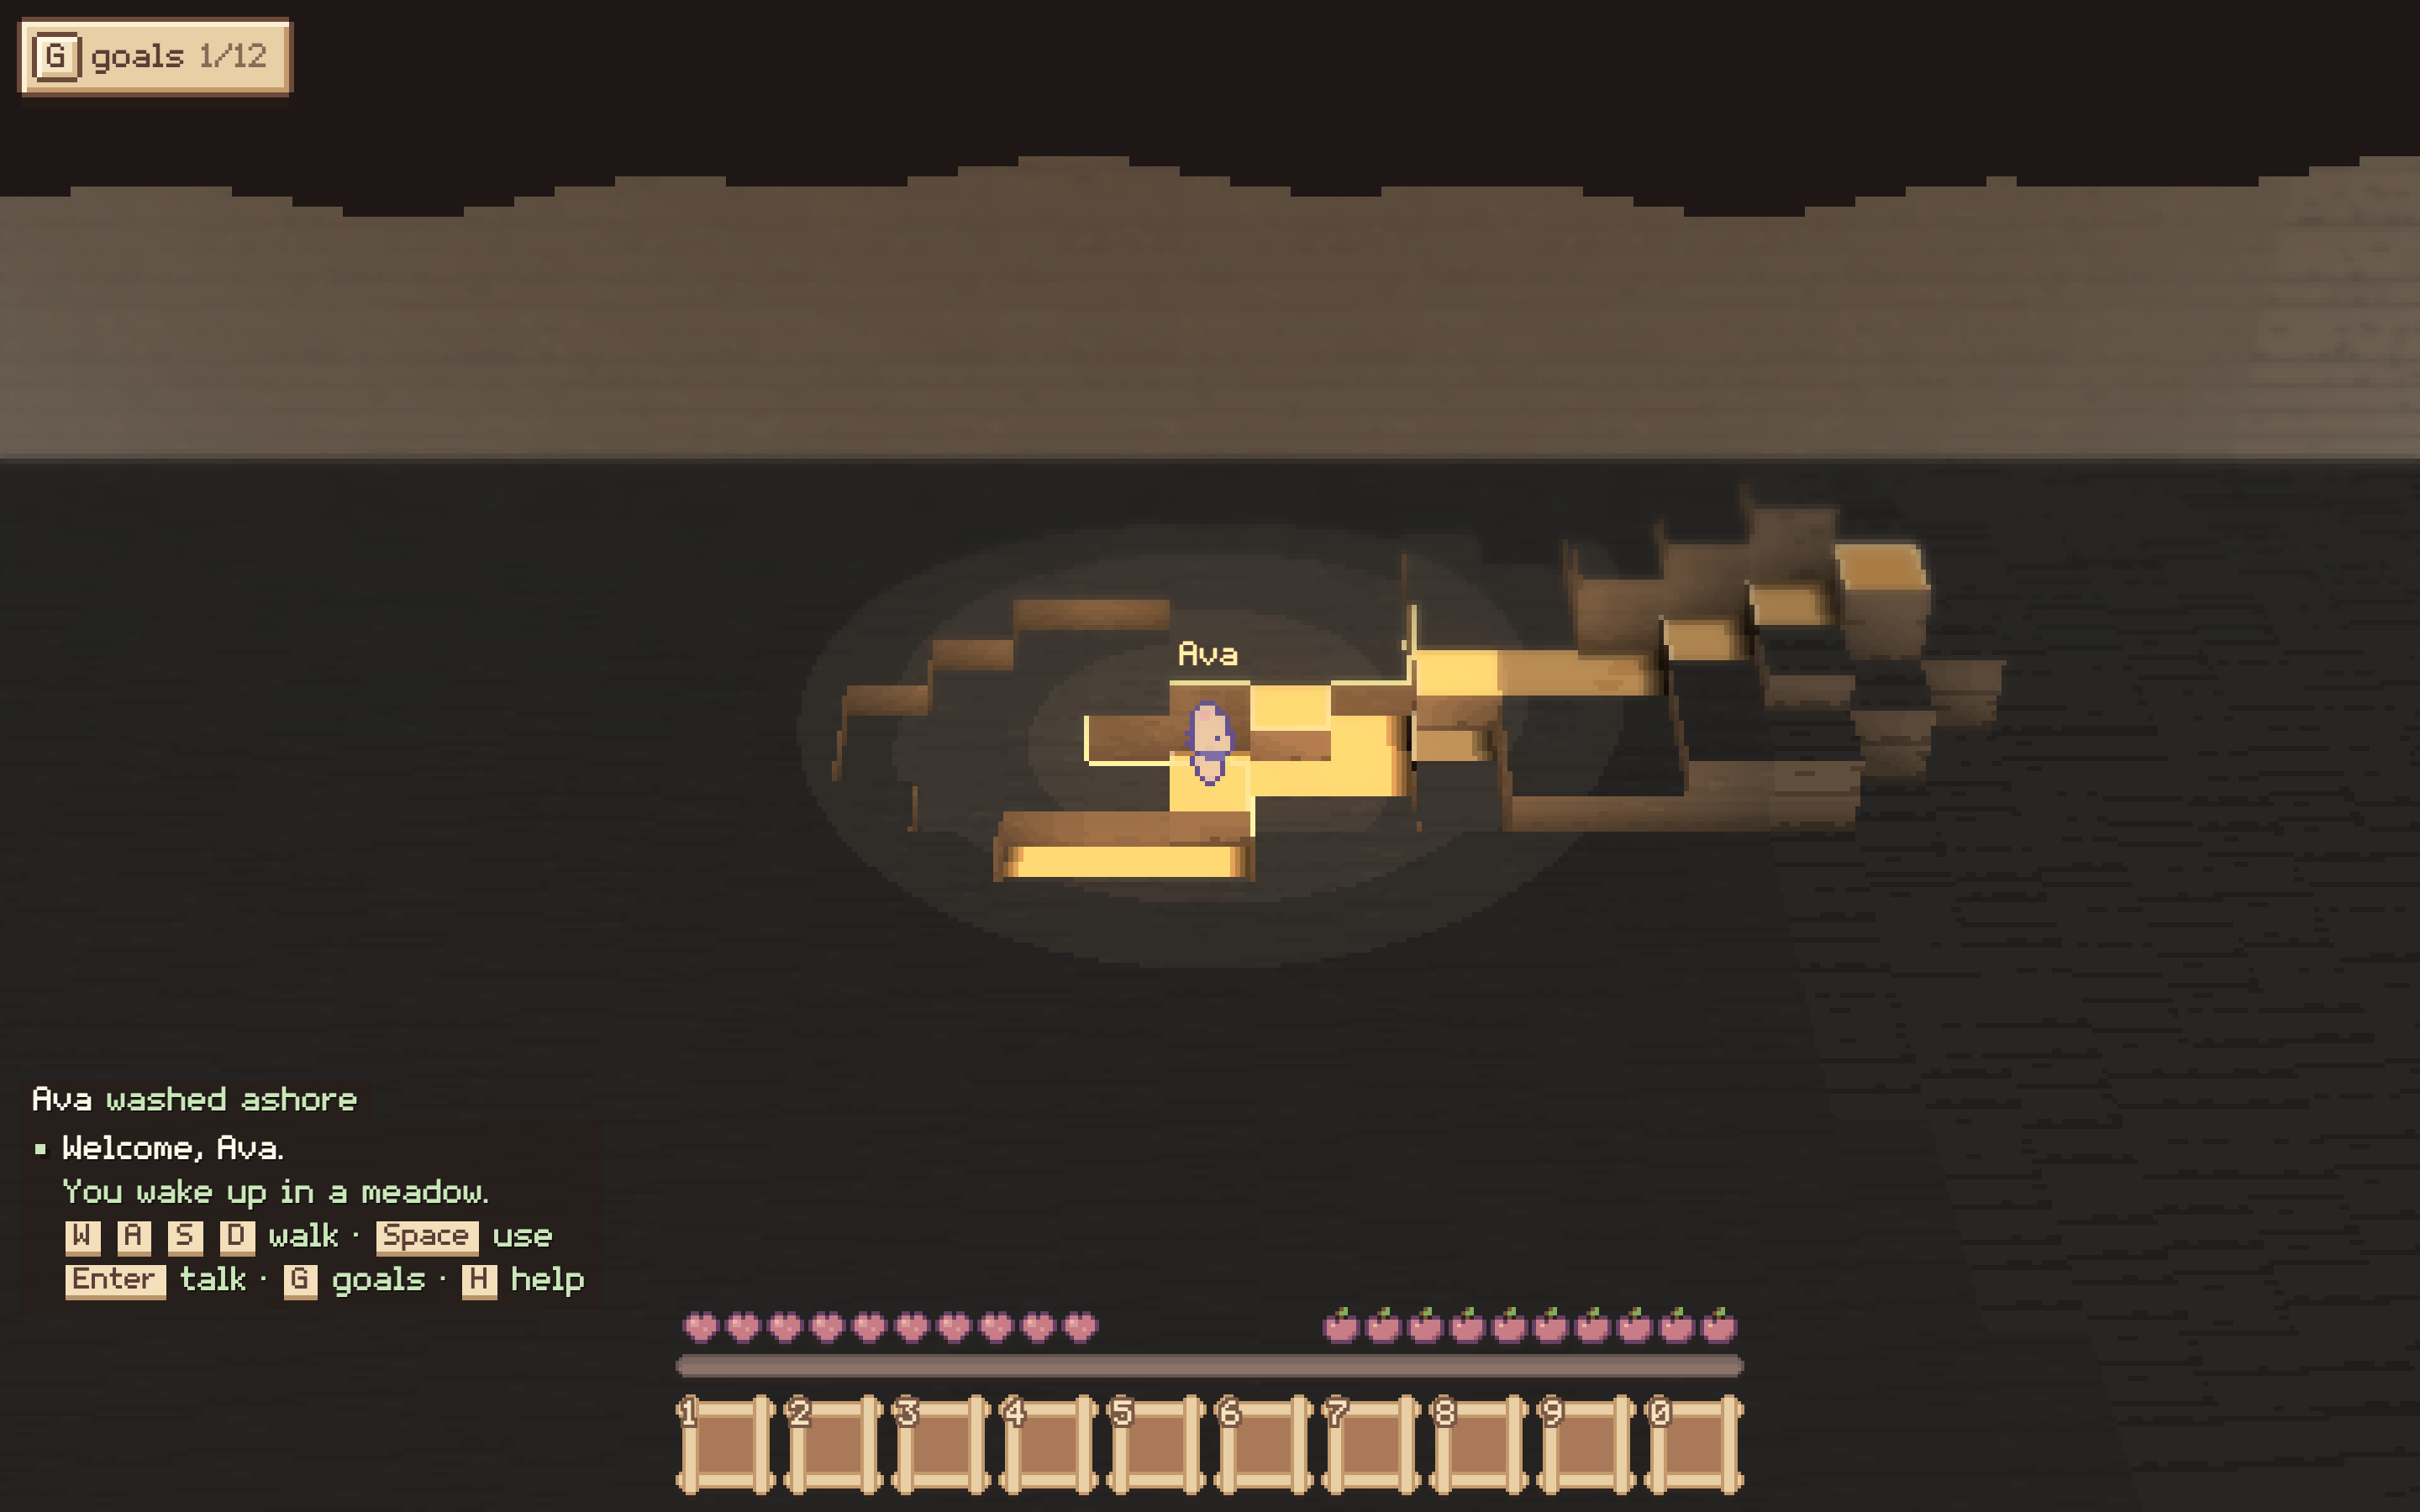 G goals 1/12
Ava
Ava washed ashore
Welcome, Ava.
You wake up in a meadow.
W A S D walk · Space use
Enter talk · G goals · H help
1 2 3 4 5 6 7 8 9 0